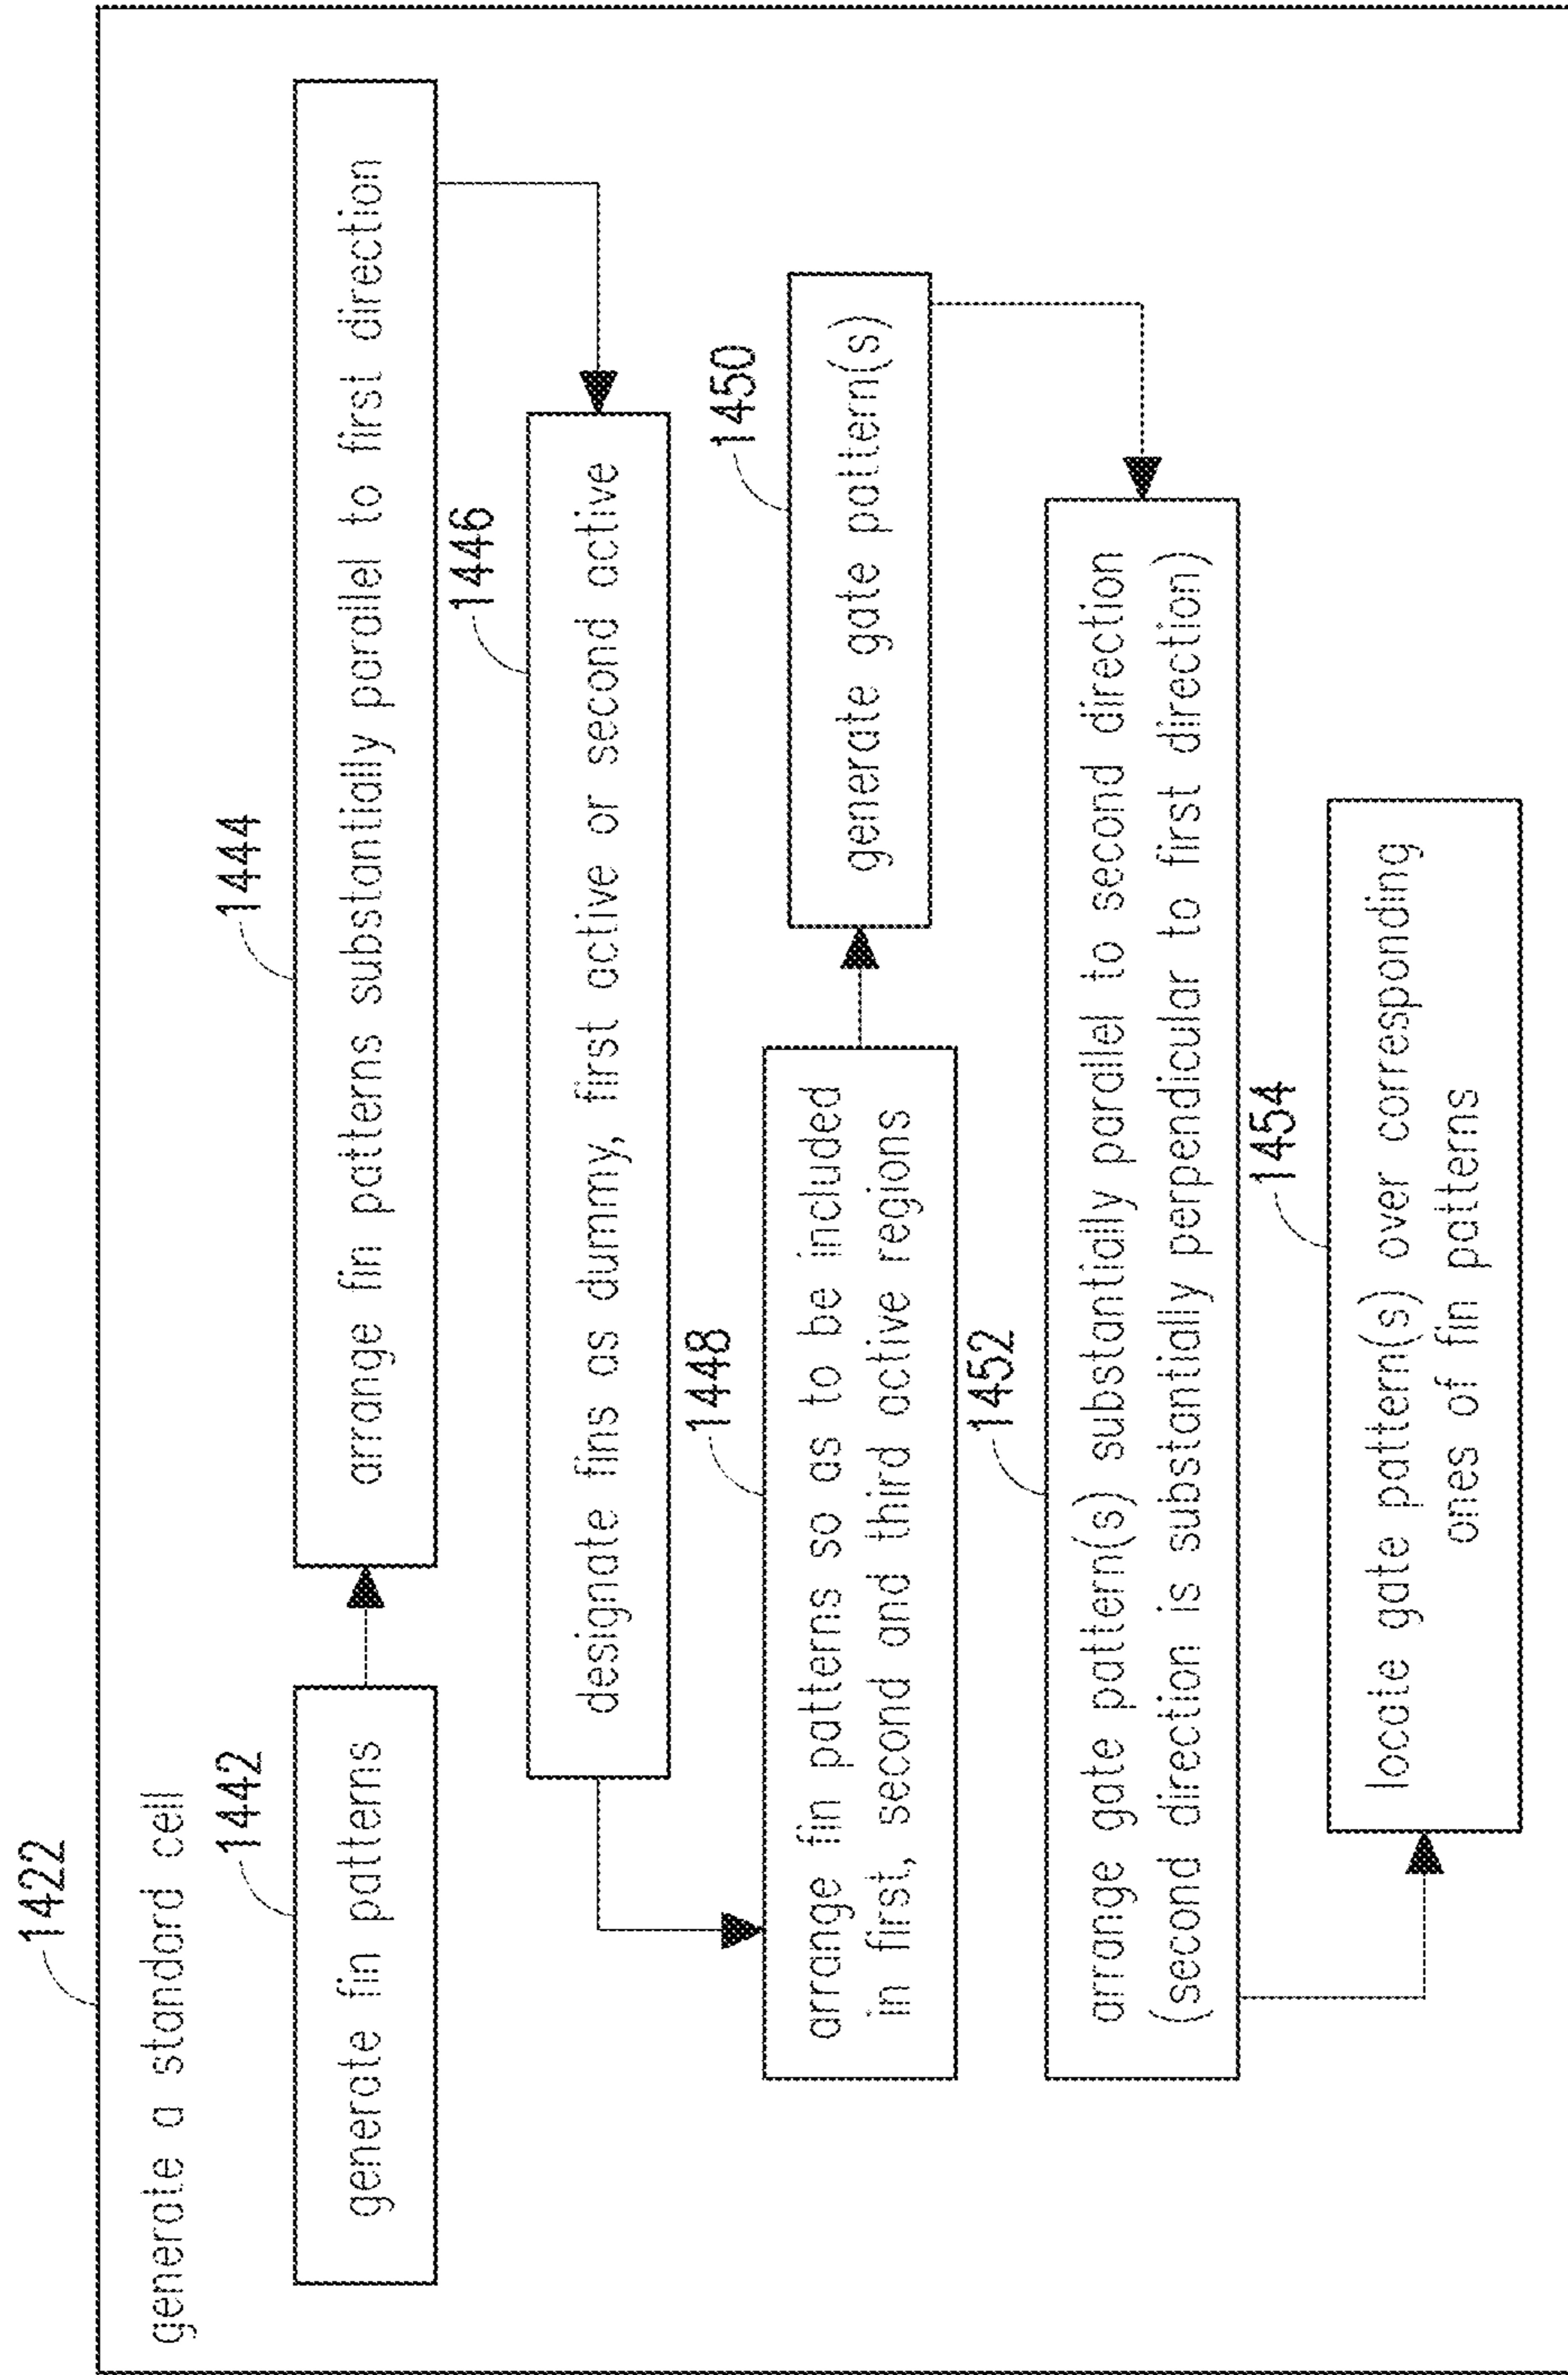 1422
generate a standard cell
1442
generate fin patterns
1444
arrange fin patterns substantially parallel to first direction
1446
designate fins as dummy, first active or second active
1448
arrange fin patterns so as to be included
in first, second and third active regions
1450
generate gate pattern(s)
1452
arrange gate pattern(s) substantially parallel to second direction
(second direction is substantially perpendicular to first direction)
1454
locate gate pattern(s) over corresponding
ones of fin patterns